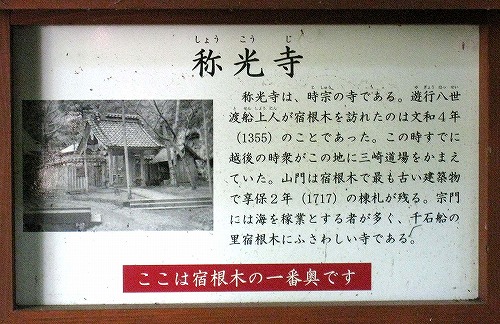 しょう こう じ
称光寺
称光寺は、時宗の寺である。遊行八世
渡船上人が宿根木を訪れたのは文和4年
(1355)のことであった。この時すでに
越後の時衆がこの地に三崎道場をかまえ
ていた。山門は宿根木で最も古い建築物
で享保2年(1717)の棟札が残る。宗門
には海を稼業とする者が多く、千石船の
里宿根木にふさわしい寺である。
ここは宿根木の一番奥です